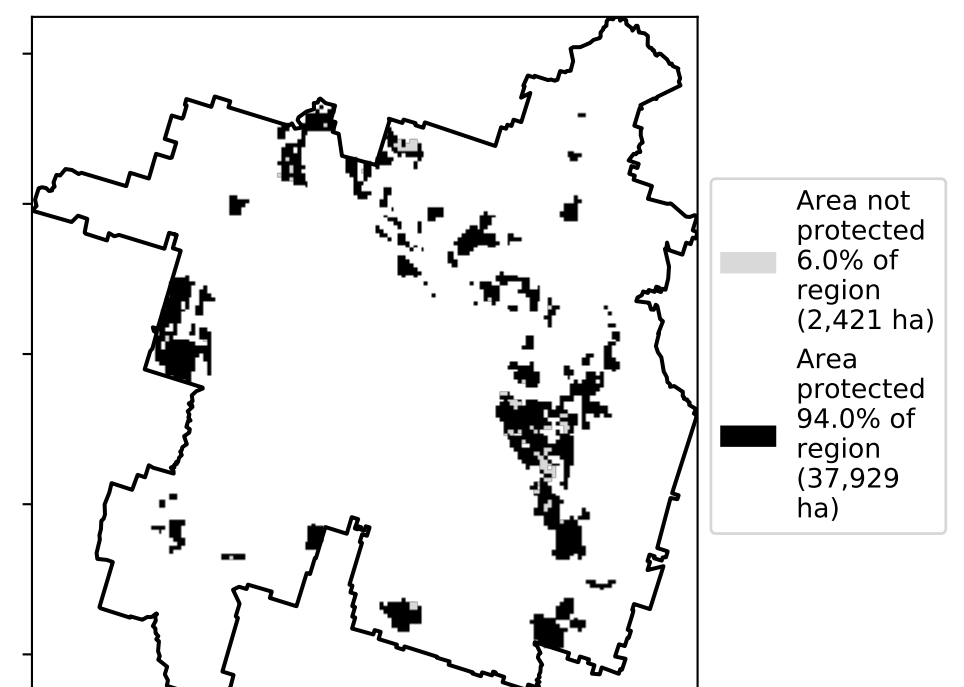 Area not
protected
6.0% of
region
(2,421 ha)
Area
protected
94.0% of
region
(37,929
ha)